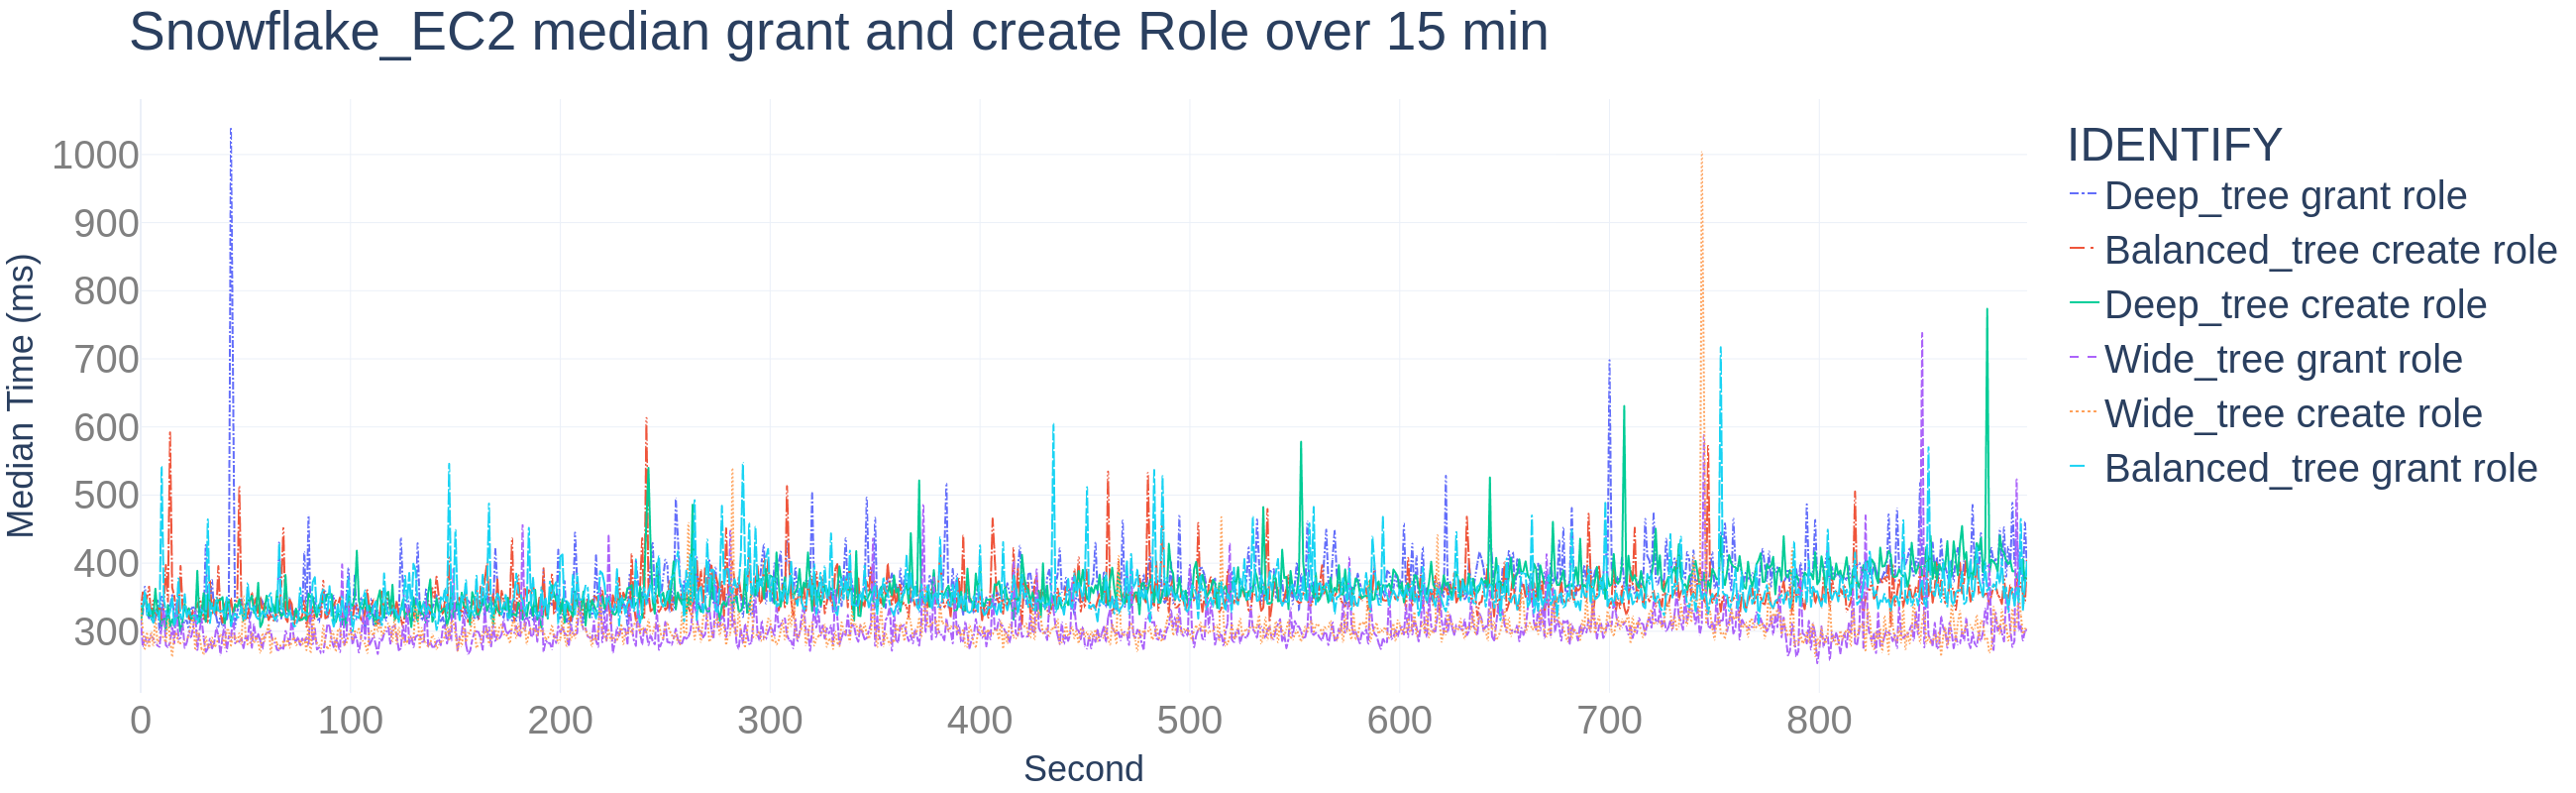 Snowflake_EC2 median grant and create Role over 15 min
Median Time (ms)
1000
900
800
700
600
500
400
300
0 100 200 300 400 500 600 700 800
Second
IDENTIFY
Deep_tree grant role
Balanced_tree create role
Deep_tree create role
Wide_tree grant role
Wide_tree create role
Balanced_tree grant role